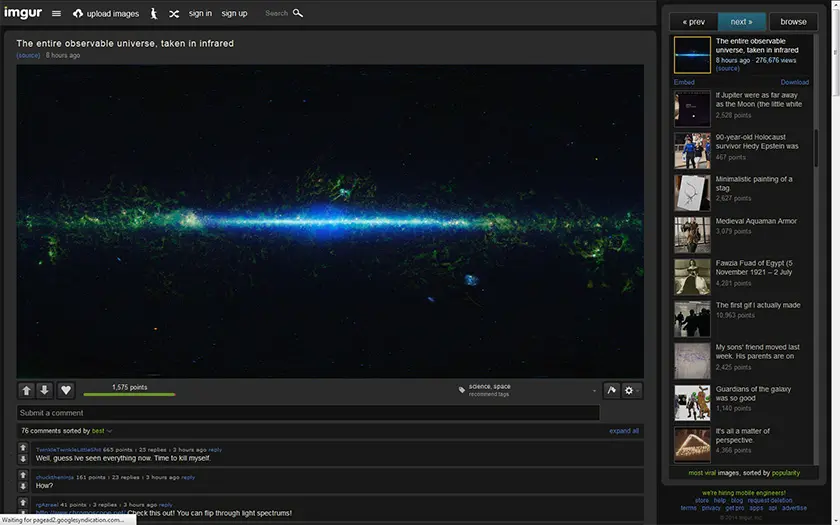 imgur upload images sign in sign up Search
The entire observable universe, taken in infrared
(source) · 8 hours ago
1,575 points
science, space
recommend tags
Submit a comment
76 comments sorted by best
expand all
TwinkleTwinkleLittleShit 663 points : 23 replies : 2 hours ago reply
Well, guess Ive seen everything now. Time to kill myself.
chucktheninja 161 points : 23 replies : 3 hours ago reply
How?
41 points : 3 replies : 3 hours ago reply
http://www.chromoscope.net/ Check this out! You can flip through light spectrums!
Waiting for pagead2.googlesyndication.com...
« prev next » browse
The entire observable
universe, taken in infrared
8 hours ago · 276,676 views
(source)
Embed Download
If Jupiter were as far away
as the Moon (the little white
2,528 points
90-year-old Holocaust
survivor Hedy Epstein was
467 points
Minimalistic painting of a
stag.
2,627 points
Medieval Aquaman Armor
3,079 points
Fawzia Fuad of Egypt (5
November 1921 – 2 July
4,281 points
The first gif I actually made
10,963 points
My sons' friend moved last
week. His parents are on
2,425 points
Guardians of the galaxy
was so good
1,140 points
It's all a matter of
perspective.
4,366 points
most viral images, sorted by popularity
we're hiring mobile engineers!
store help blog request deletion
terms privacy get pro apps api advertise
© 2014 imgur, inc